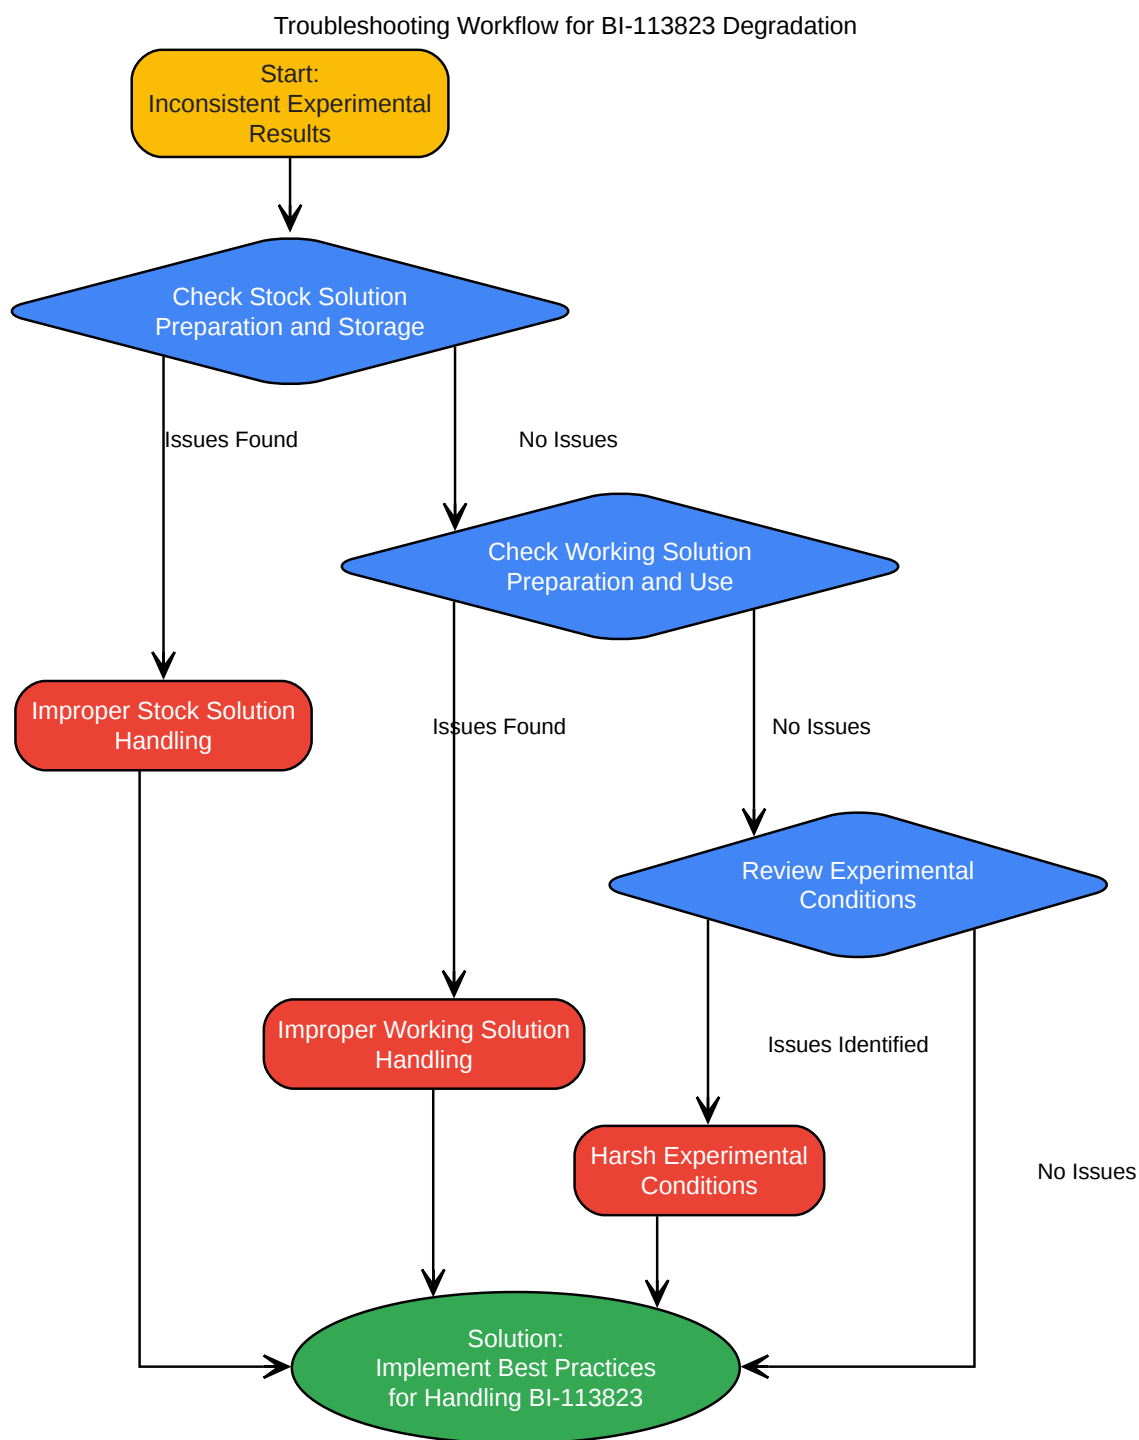 Troubleshooting Workflow for BI-113823 Degradation
Start:
Inconsistent Experimental
Results
Check Stock Solution
Preparation and Storage
Issues Found
No Issues
Check Working Solution
Preparation and Use
Improper Stock Solution
Handling
Issues Found
No Issues
Review Experimental
Conditions
Improper Working Solution
Handling
Issues Identified
Harsh Experimental
Conditions
No Issues
Solution:
Implement Best Practices
for Handling BI-113823